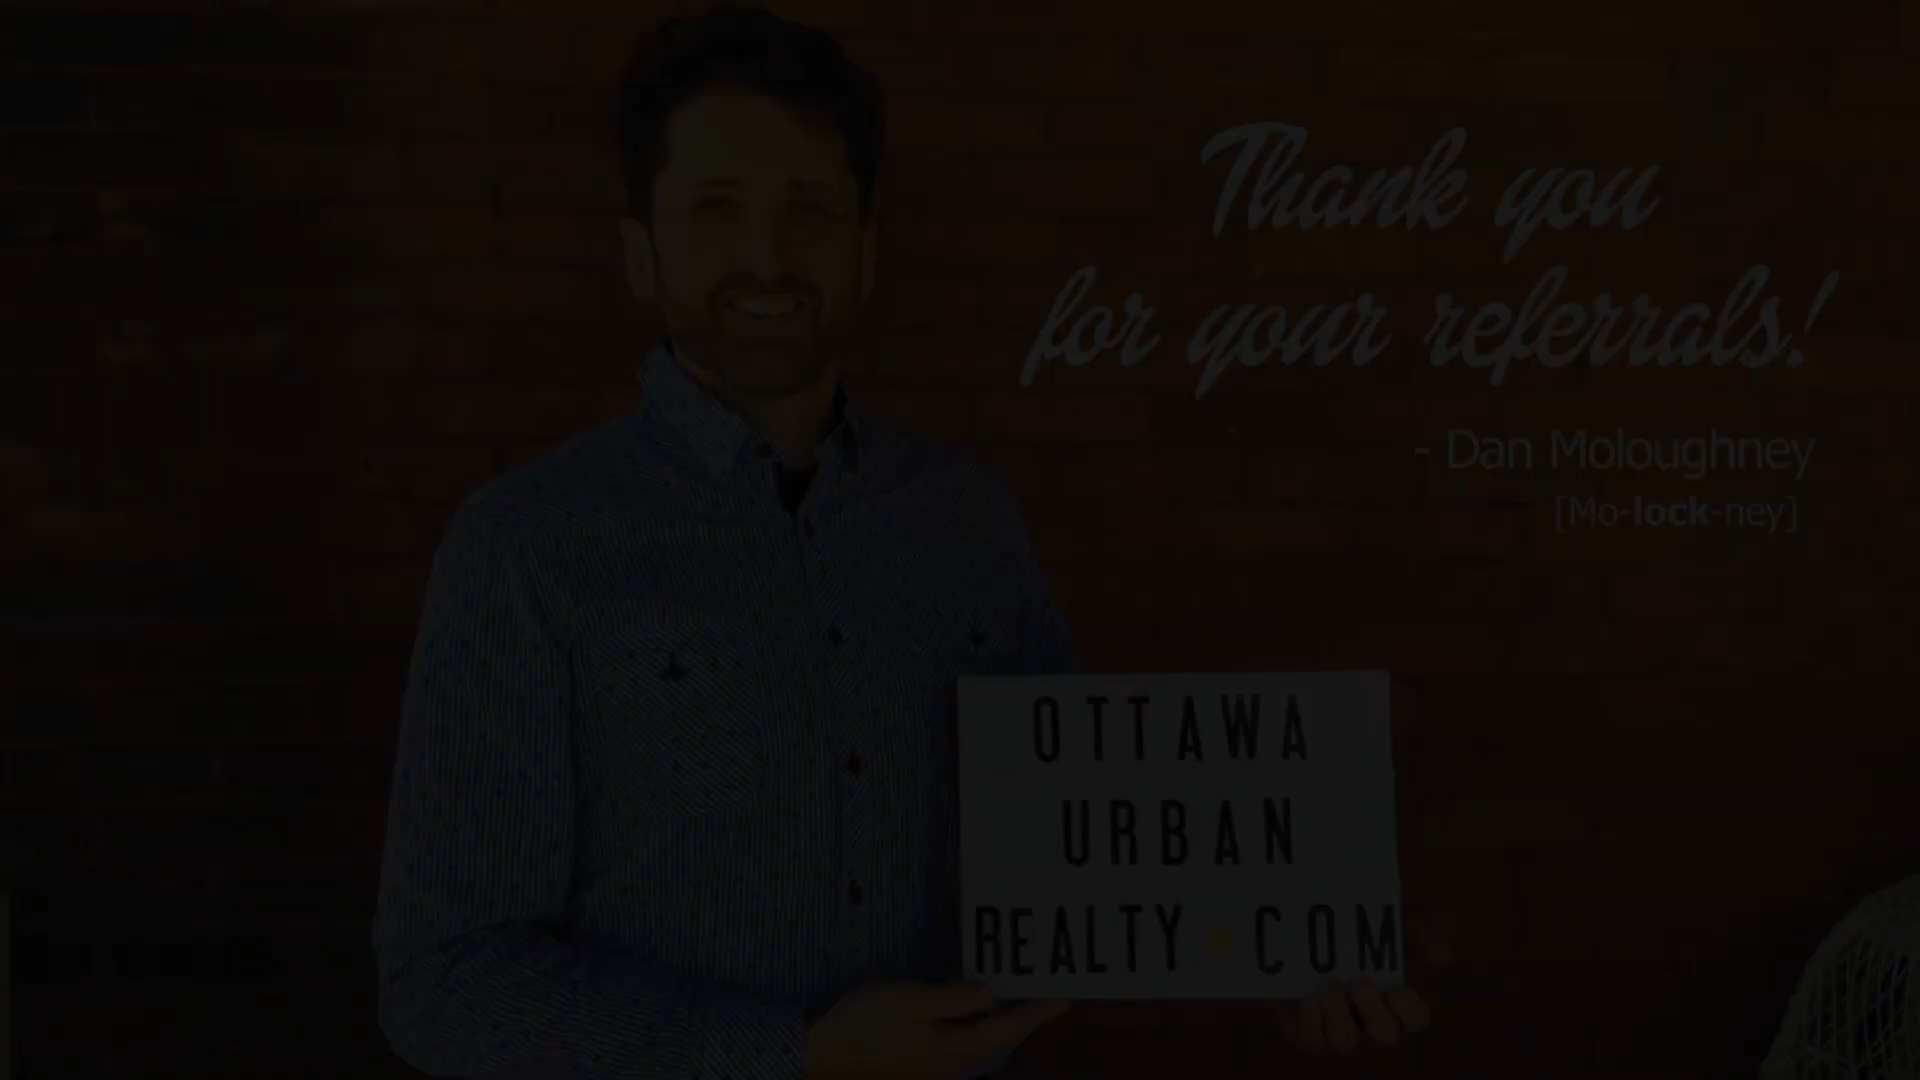 Thank you
for your referrals!
- Dan Moloughney
[Mo-lock-ney]
OTTAWA
URBAN
REALTY.COM